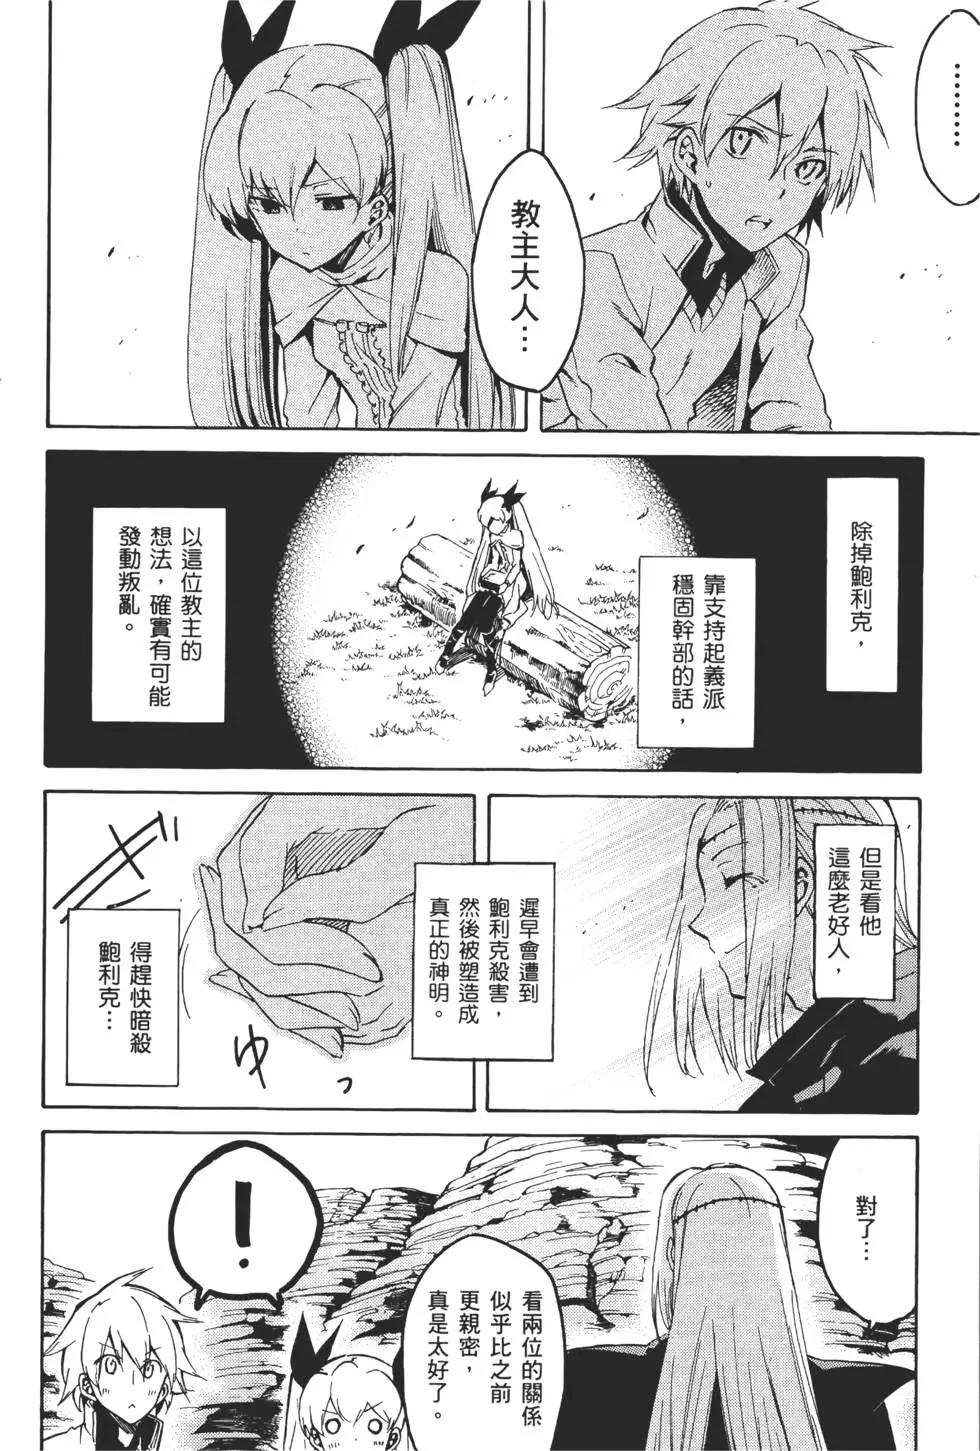 ………
教主大人…
除掉鮑利克，
靠支持起義派
穩固幹部的話，
以這位教主的
想法，確實有可能
發動叛亂。
但是看他
這麼老好人，
遲早會遭到
鮑利克殺害，
然後被塑造成
真正的神明。
得趕快暗殺
鮑利克…
ギ
ゆっ
對了…
看兩位的關係
似乎比之前
更親密，
真是太好了。
！